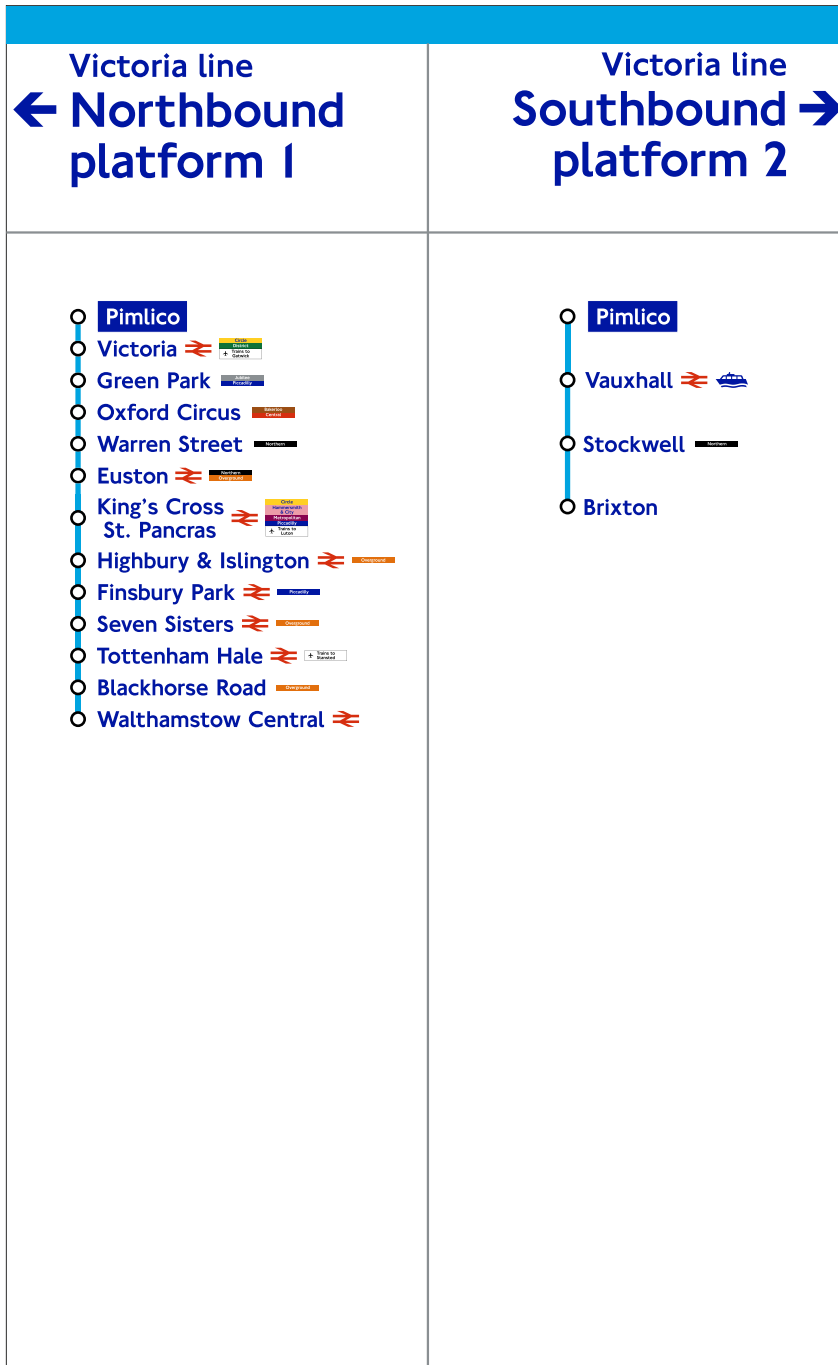 Victoria line
Northbound
platform 1
Pimlico
Victoria
Circle
District
Trains to
Gatwick
Green Park
Jubilee
Piccadilly
Oxford Circus
Bakerloo
Central
Warren Street
Northern
Euston
Northern
Overground
King's Cross
St. Pancras
Circle
Hammersmith
& City
Metropolitan
Piccadilly
Trains to
Luton
Highbury & Islington
Overground
Finsbury Park
Piccadilly
Seven Sisters
Overground
Tottenham Hale
Trains to
Stansted
Blackhorse Road
Overground
Walthamstow Central
Victoria line
Southbound
platform 2
Pimlico
Vauxhall
Stockwell
Northern
Brixton